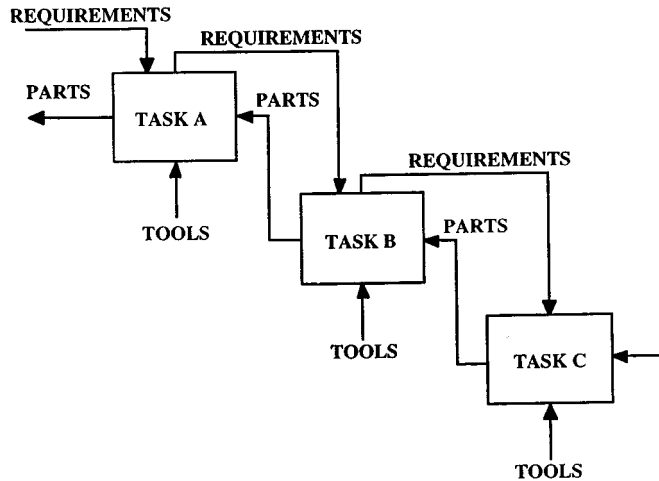 REQUIREMENTS
REQUIREMENTS
PARTS
PARTS
TASK A
REQUIREMENTS
TOOLS
PARTS
TASK B
TOOLS
TASK C
TOOLS